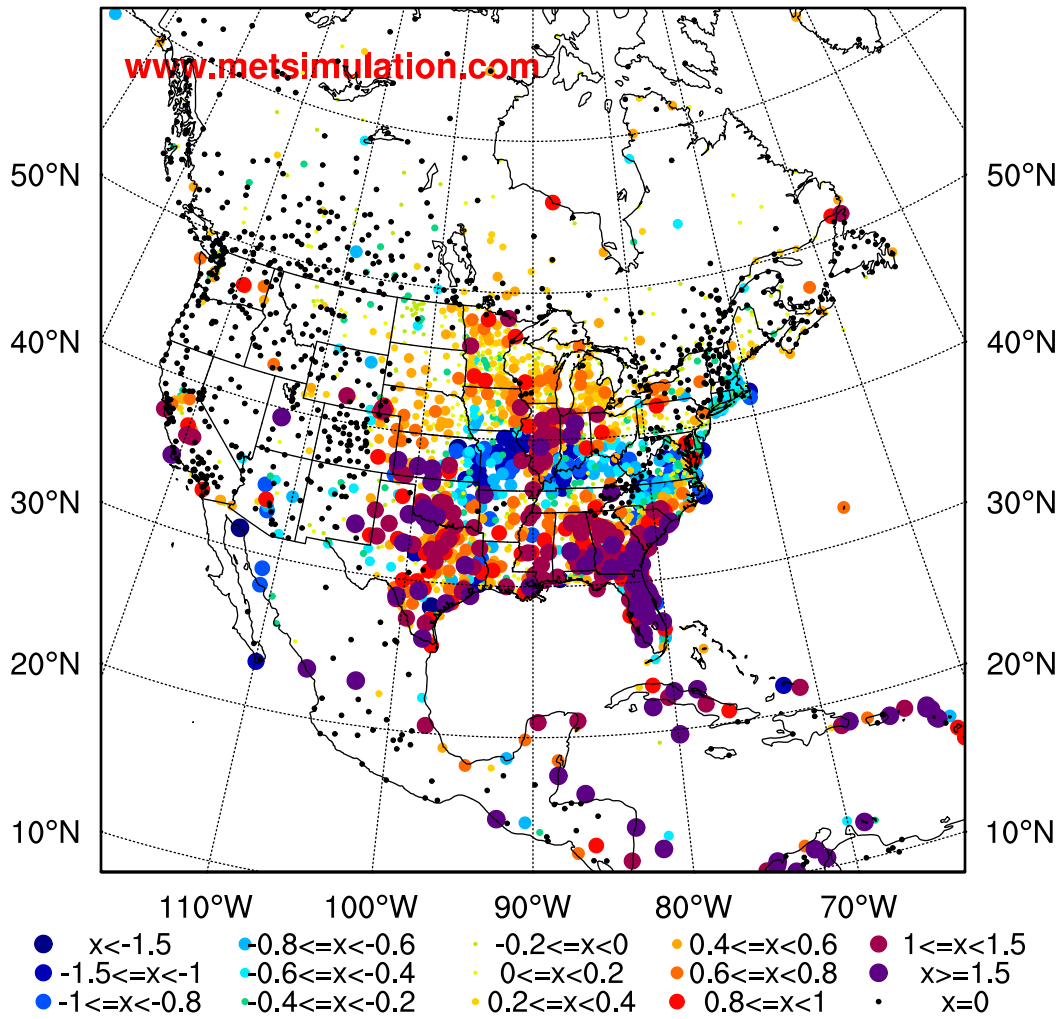 www.metsimulation.com
50°N 50°N
40°N 40°N
30°N 30°N
20°N 20°N
10°N 10°N
110°W 100°W 90°W 80°W 70°W
x<-1.5 -0.8<=x<-0.6 -0.2<=x<0 0.4<=x<0.6 1<=x<1.5
-1.5<=x<-1 -0.6<=x<-0.4 0<=x<0.2 0.6<=x<0.8 x>=1.5
-1<=x<-0.8 -0.4<=x<-0.2 0.2<=x<0.4 0.8<=x<1 x=0